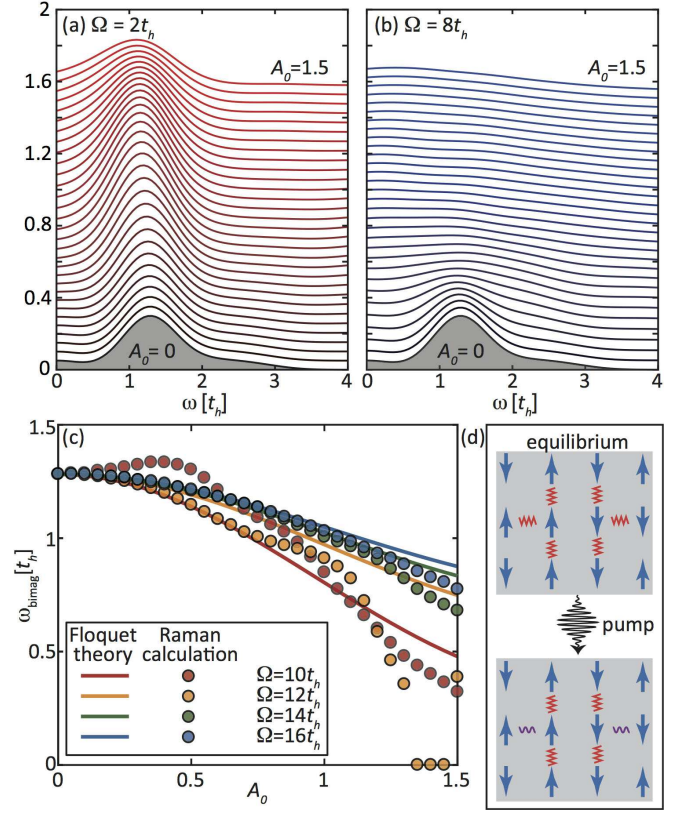 (a) Ω = 2t_h
A_0=1.5
A_0= 0
2
1.6
1.2
0.8
0.4
0
0 1 2 3 4
ω [t_h]
(b) Ω = 8t_h
A_0=1.5
A_0= 0
0 1 2 3 4
ω [t_h]
(c)
1.5
1
0.5
0
ω_bimag [t_h]
Floquet theory
Raman calculation
Ω=10t_h
Ω=12t_h
Ω=14t_h
Ω=16t_h
0 0.5 1 1.5
A_0
(d)
equilibrium
pump